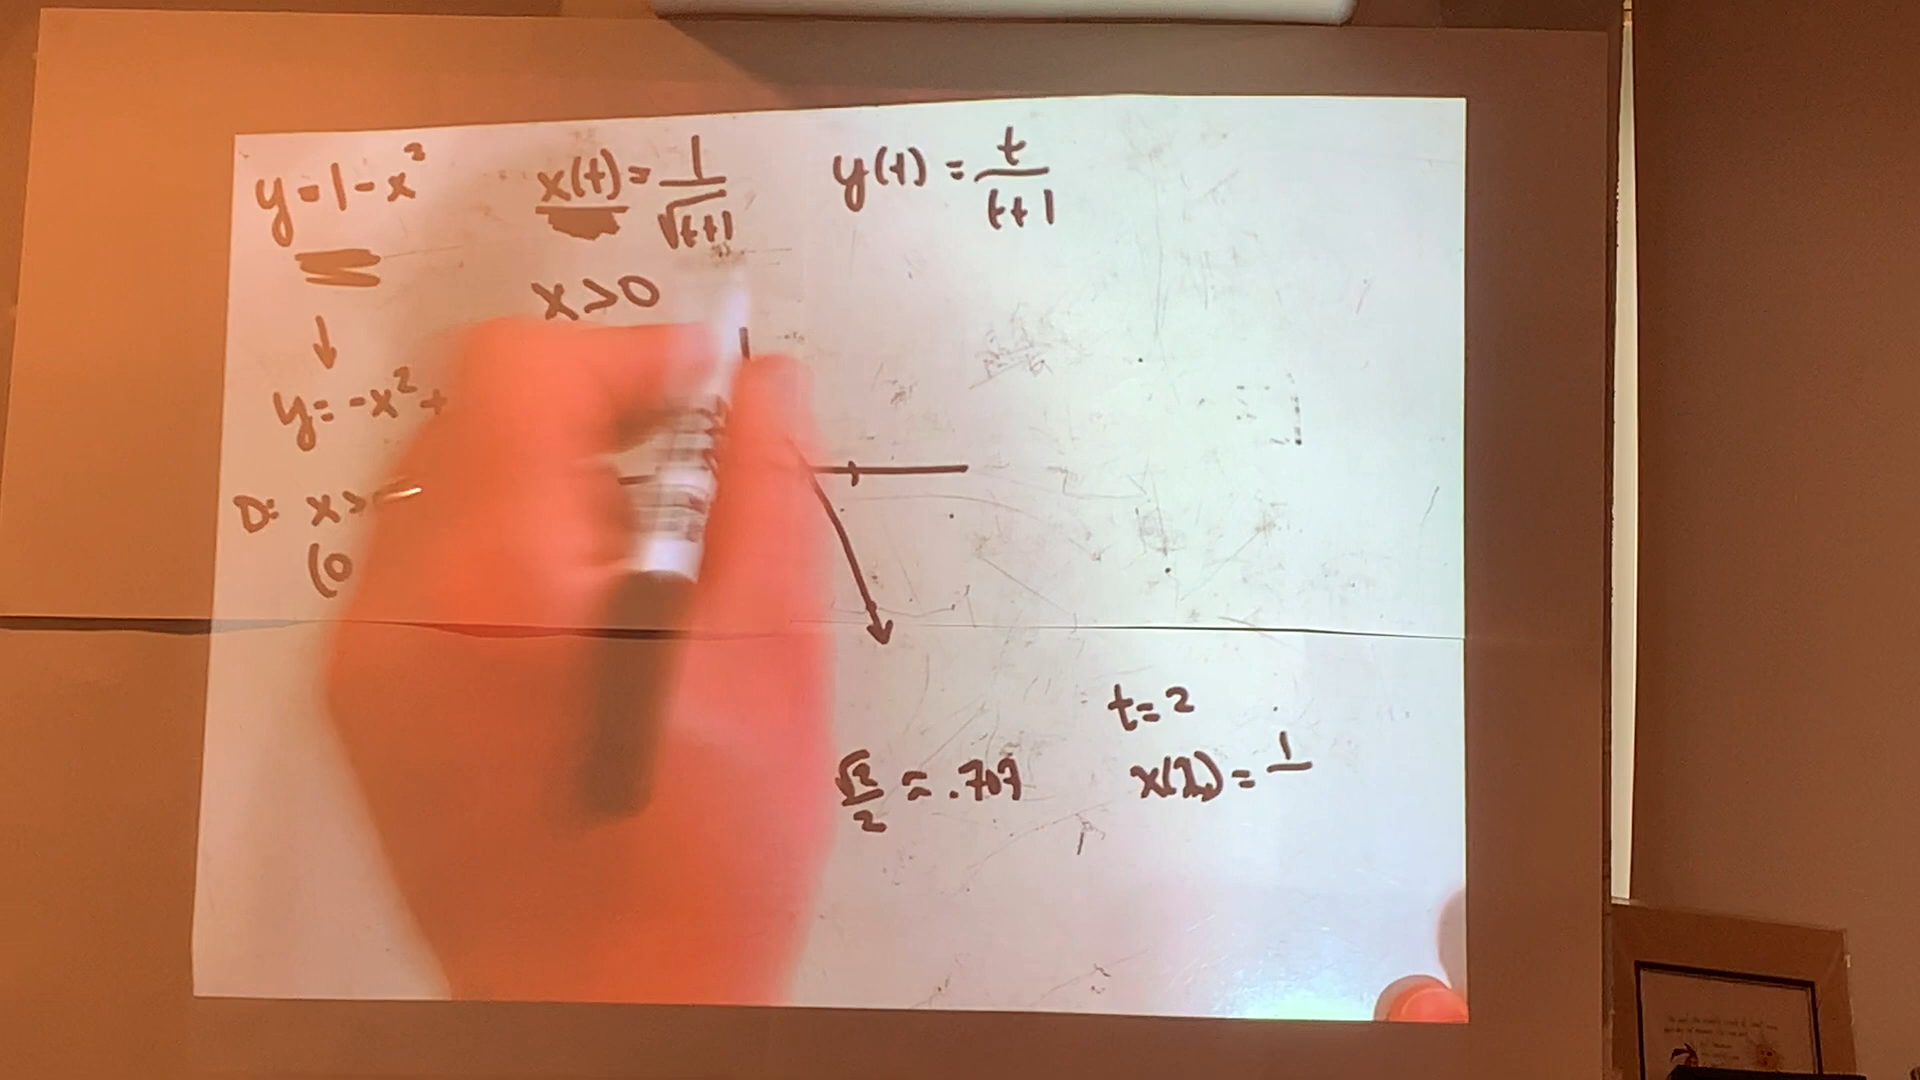 y=1-x²
x(t)=1/√(t+1)
y(t)=t/(t+1)
x>0
↓
y=-x²+
D: x>
(0
t=2
√2/2 ≈ .707
x(2)=1/